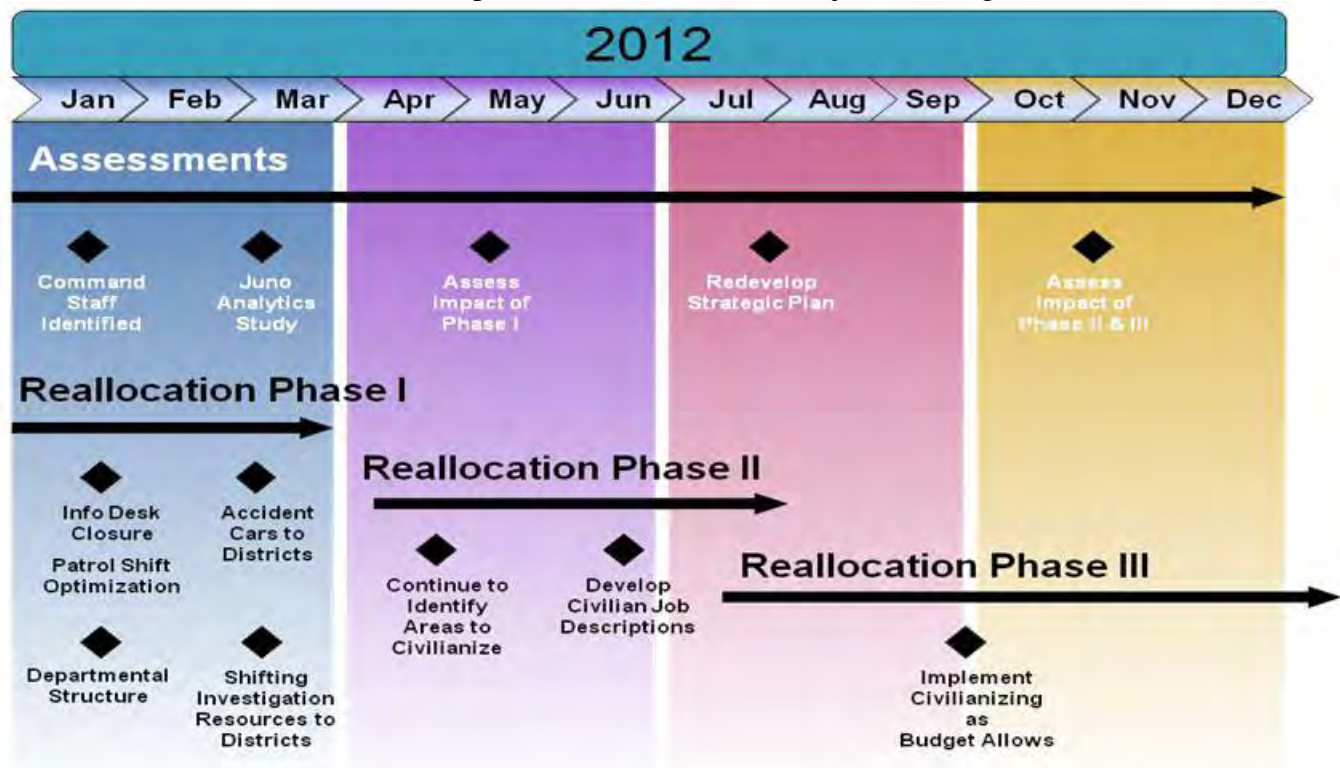 2012
Jan Feb Mar Apr May Jun Jul Aug Sep Oct Nov Dec
Assessments
Command
Staff
Identified
Juno
Analytics
Study
Assess
Impact of
Phase I
Redevelop
Strategic Plan
Assess
Impact of
Phase II & III
Reallocation Phase I
Info Desk
Closure
Patrol Shift
Optimization
Accident
Cars to
Districts
Departmental
Structure
Shifting
Investigation
Resources to
Districts
Reallocation Phase II
Continue to
Identify
Areas to
Civilianize
Develop
Civilian Job
Descriptions
Reallocation Phase III
Implement
Civilianizing
as
Budget Allows